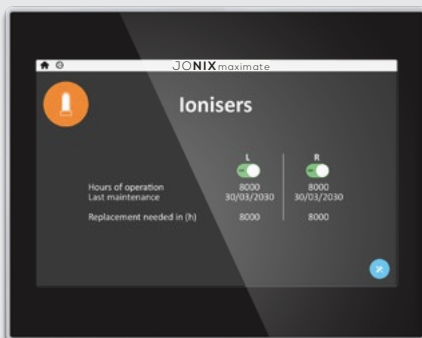 JONIX maximate
Ionisers
L R
Hours of operation 8000 8000
Last maintenance 30/03/2030 30/03/2030
Replacement needed in (h) 8000 8000